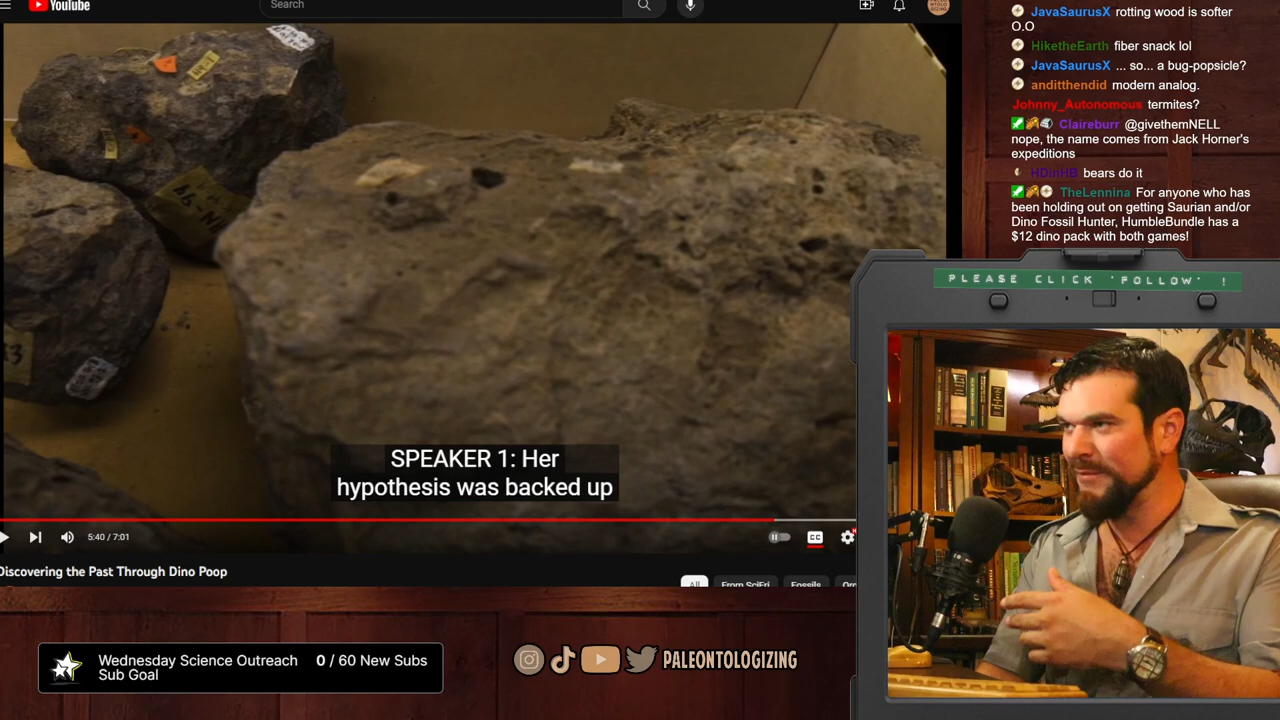 YouTube
Search
JavaSaurusX rotting wood is softer
O.O
HiketheEarth fiber snack lol
JavaSaurusX ... so... a bug-popsicle?
anditthendid modern analog.
Johnny_Autonomous termites?
Claireburr @givethemNELL
nope, the name comes from Jack Horner's
expeditions
HDinHB bears do it
TheLennina For anyone who has
been holding out on getting Saurian and/or
Dino Fossil Hunter, HumbleBundle has a
$12 dino pack with both games!
PLEASE CLICK "FOLLOW" !
SPEAKER 1: Her
hypothesis was backed up
5:40 / 7:01
CC
Discovering the Past Through Dino Poop
All
From SciFri
Fossils
Wednesday Science Outreach 0 / 60 New Subs
Sub Goal
PALEONTOLOGIZING